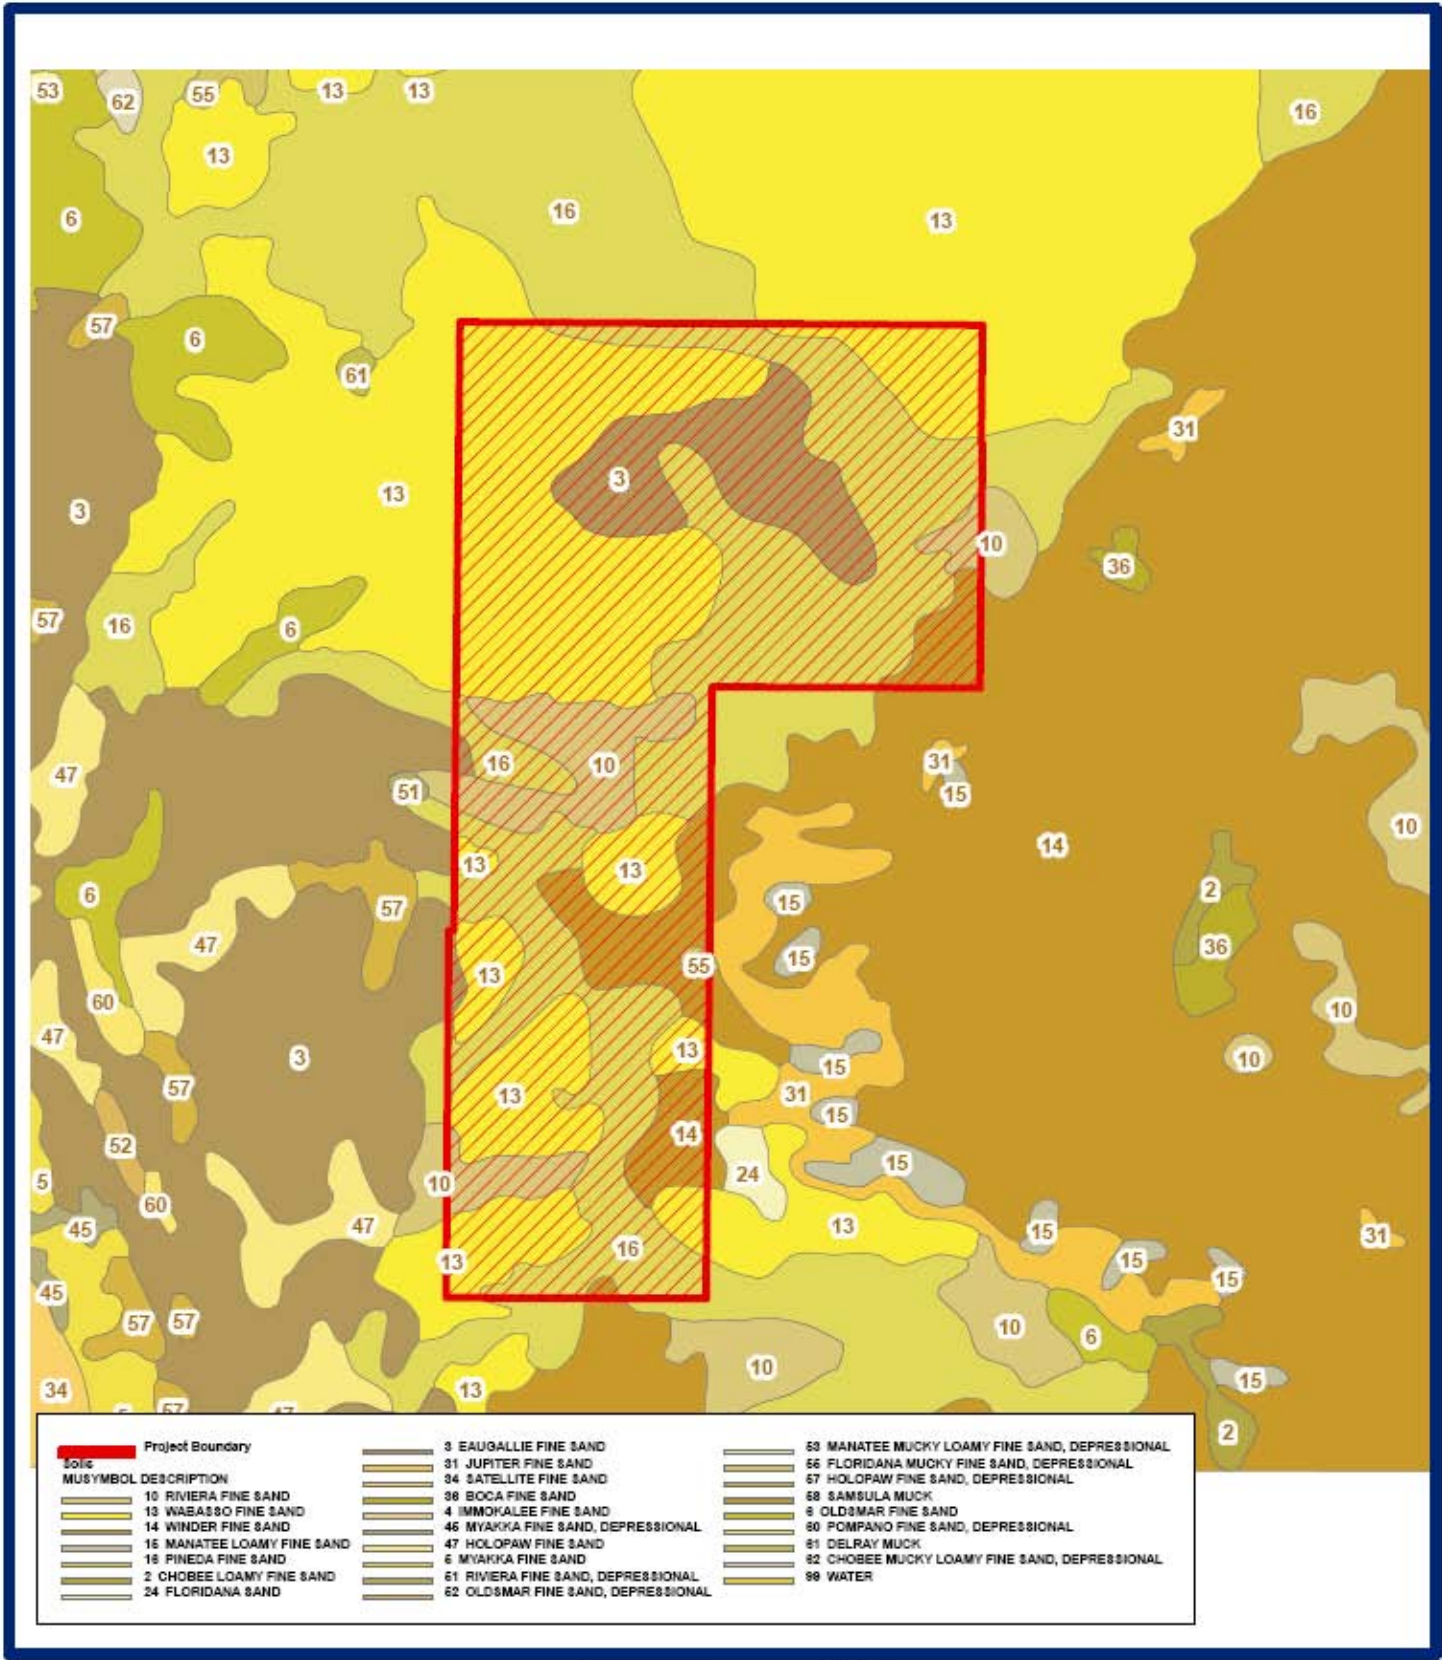 53
62
55
13
13
16
13
6
16
13
57
6
61
31
3
13
3
10
36
57
16
6
47
51
16
10
31
15
10
14
13
13
6
2
57
15
47
36
55
15
13
60
10
47
13
10
3
15
57
13
31
15
52
14
15
24
5
10
60
45
47
13
15
31
16
13
15
15
45
57
57
10
6
10
15
34
13
57
2
Project Boundary
Soils
MUSYMBOL DESCRIPTION
10 RIVIERA FINE SAND
13 WABASSO FINE SAND
14 WINDER FINE SAND
15 MANATEE LOAMY FINE SAND
16 PINEDA FINE SAND
2 CHOBEE LOAMY FINE SAND
24 FLORIDANA SAND
3 EAUGALLIE FINE SAND
31 JUPITER FINE SAND
34 SATELLITE FINE SAND
36 BOCA FINE SAND
4 IMMOKALEE FINE SAND
45 MYAKKA FINE SAND, DEPRESSIONAL
47 HOLOPAW FINE SAND
5 MYAKKA FINE SAND
51 RIVIERA FINE SAND, DEPRESSIONAL
52 OLDSMAR FINE SAND, DEPRESSIONAL
53 MANATEE MUCKY LOAMY FINE SAND, DEPRESSIONAL
55 FLORIDANA MUCKY FINE SAND, DEPRESSIONAL
57 HOLOPAW FINE SAND, DEPRESSIONAL
58 SAMSULA MUCK
6 OLDSMAR FINE SAND
60 POMPANO FINE SAND, DEPRESSIONAL
61 DELRAY MUCK
62 CHOBEE MUCKY LOAMY FINE SAND, DEPRESSIONAL
99 WATER